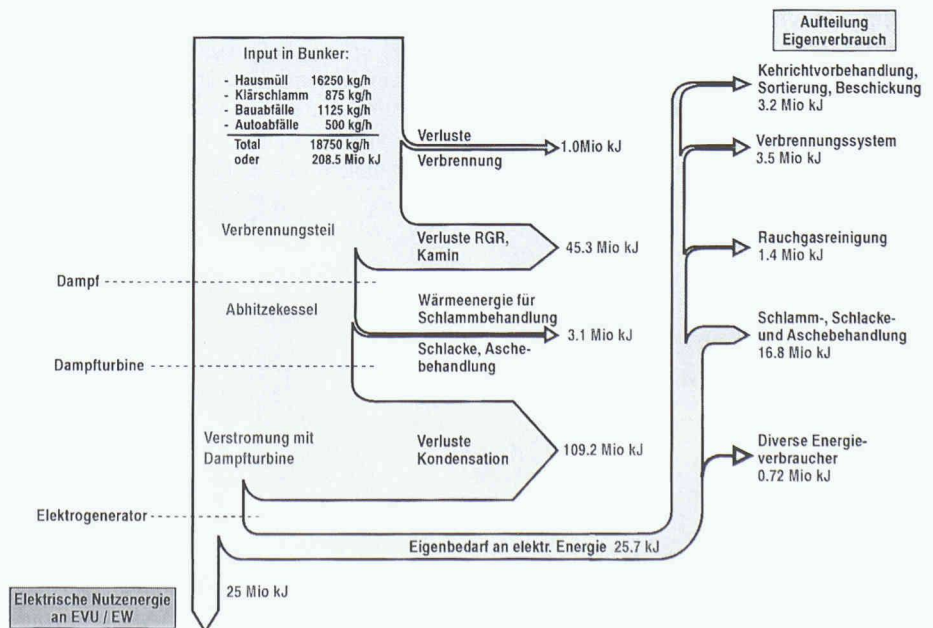 Input in Bunker:
- Hausmüll 16250 kg/h
- Klärschlamm 875 kg/h
- Bauabfälle 1125 kg/h
- Autoabfälle 500 kg/h
Total 18750 kg/h
oder 208.5 Mio kJ
Verluste
Verbrennung
1.0Mio kJ
Verbrennungsteil
Verluste RGR,
Kamin
45.3 Mio kJ
Dampf
Abhitzekessel
Wärmeenergie für
Schlammbehandlung
3.1 Mio kJ
Schlacke, Asche-
behandlung
Dampfturbine
Verstromung mit
Dampfturbine
Verluste
Kondensation
109.2 Mio kJ
Elektrogenerator
Eigenbedarf an elektr. Energie 25.7 kJ
25 Mio kJ
Elektrische Nutzenergie
an EVU / EW
Aufteilung
Eigenverbrauch
Kehrichtvorbehandlung,
Sortierung, Beschickung
3.2 Mio kJ
Verbrennungssystem
3.5 Mio kJ
Rauchgasreinigung
1.4 Mio kJ
Schlamm-, Schlacke-
und Aschebehandlung
16.8 Mio kJ
Diverse Energie-
verbraucher
0.72 Mio kJ